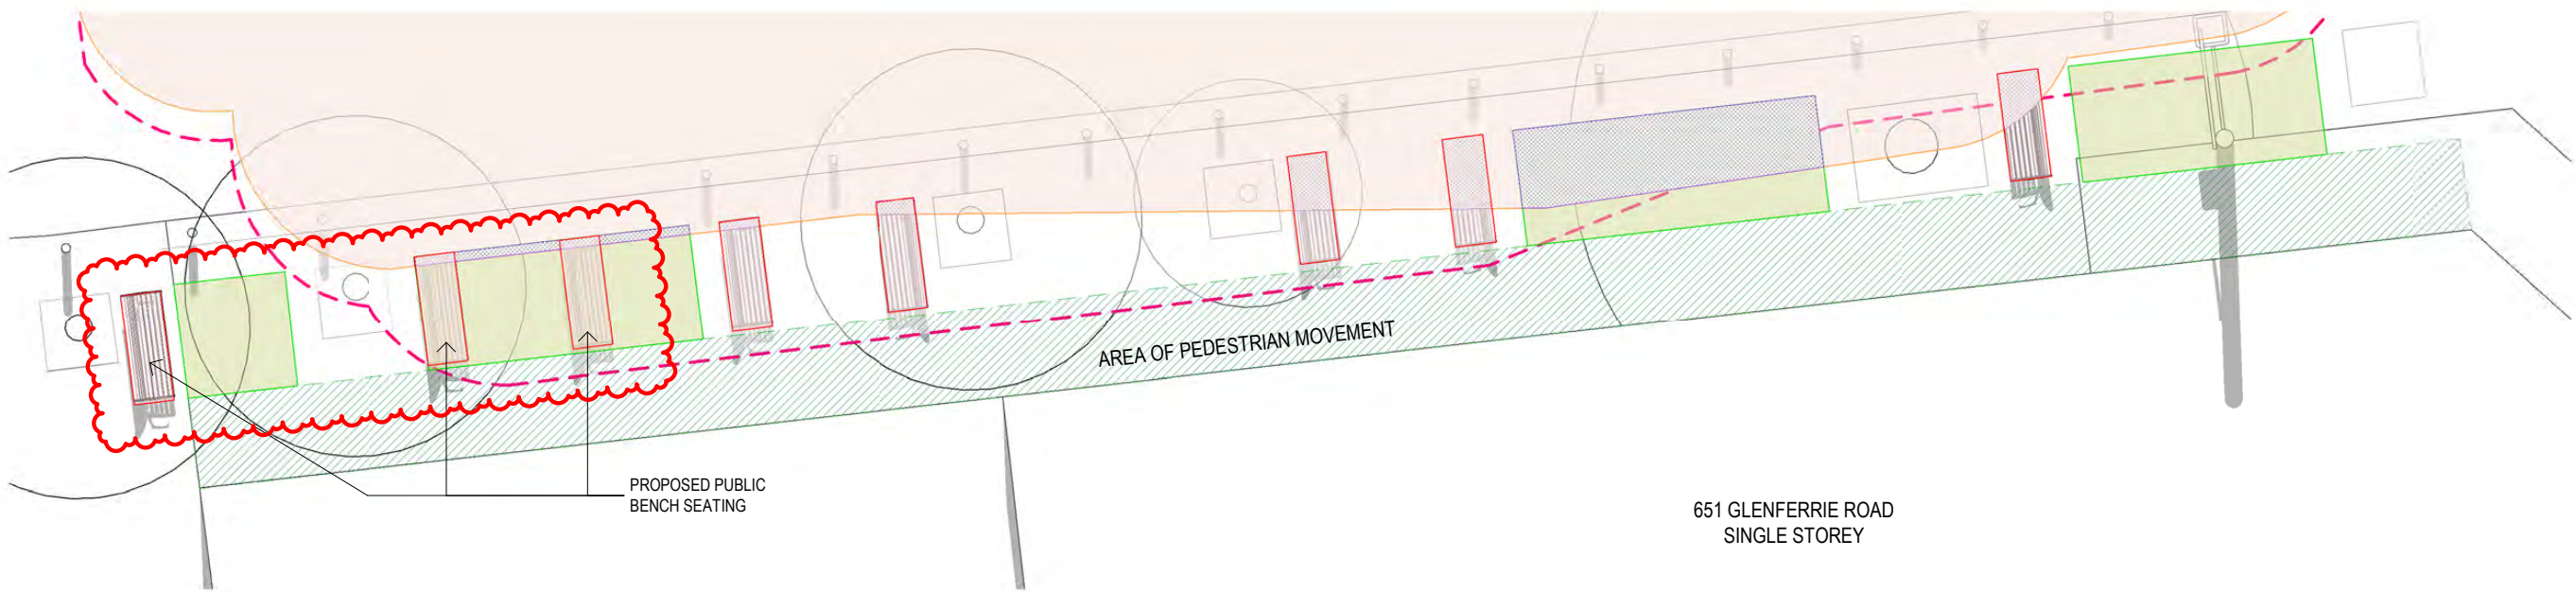 AREA OF PEDESTRIAN MOVEMENT
PROPOSED PUBLIC
BENCH SEATING
651 GLENFERRIE ROAD
SINGLE STOREY